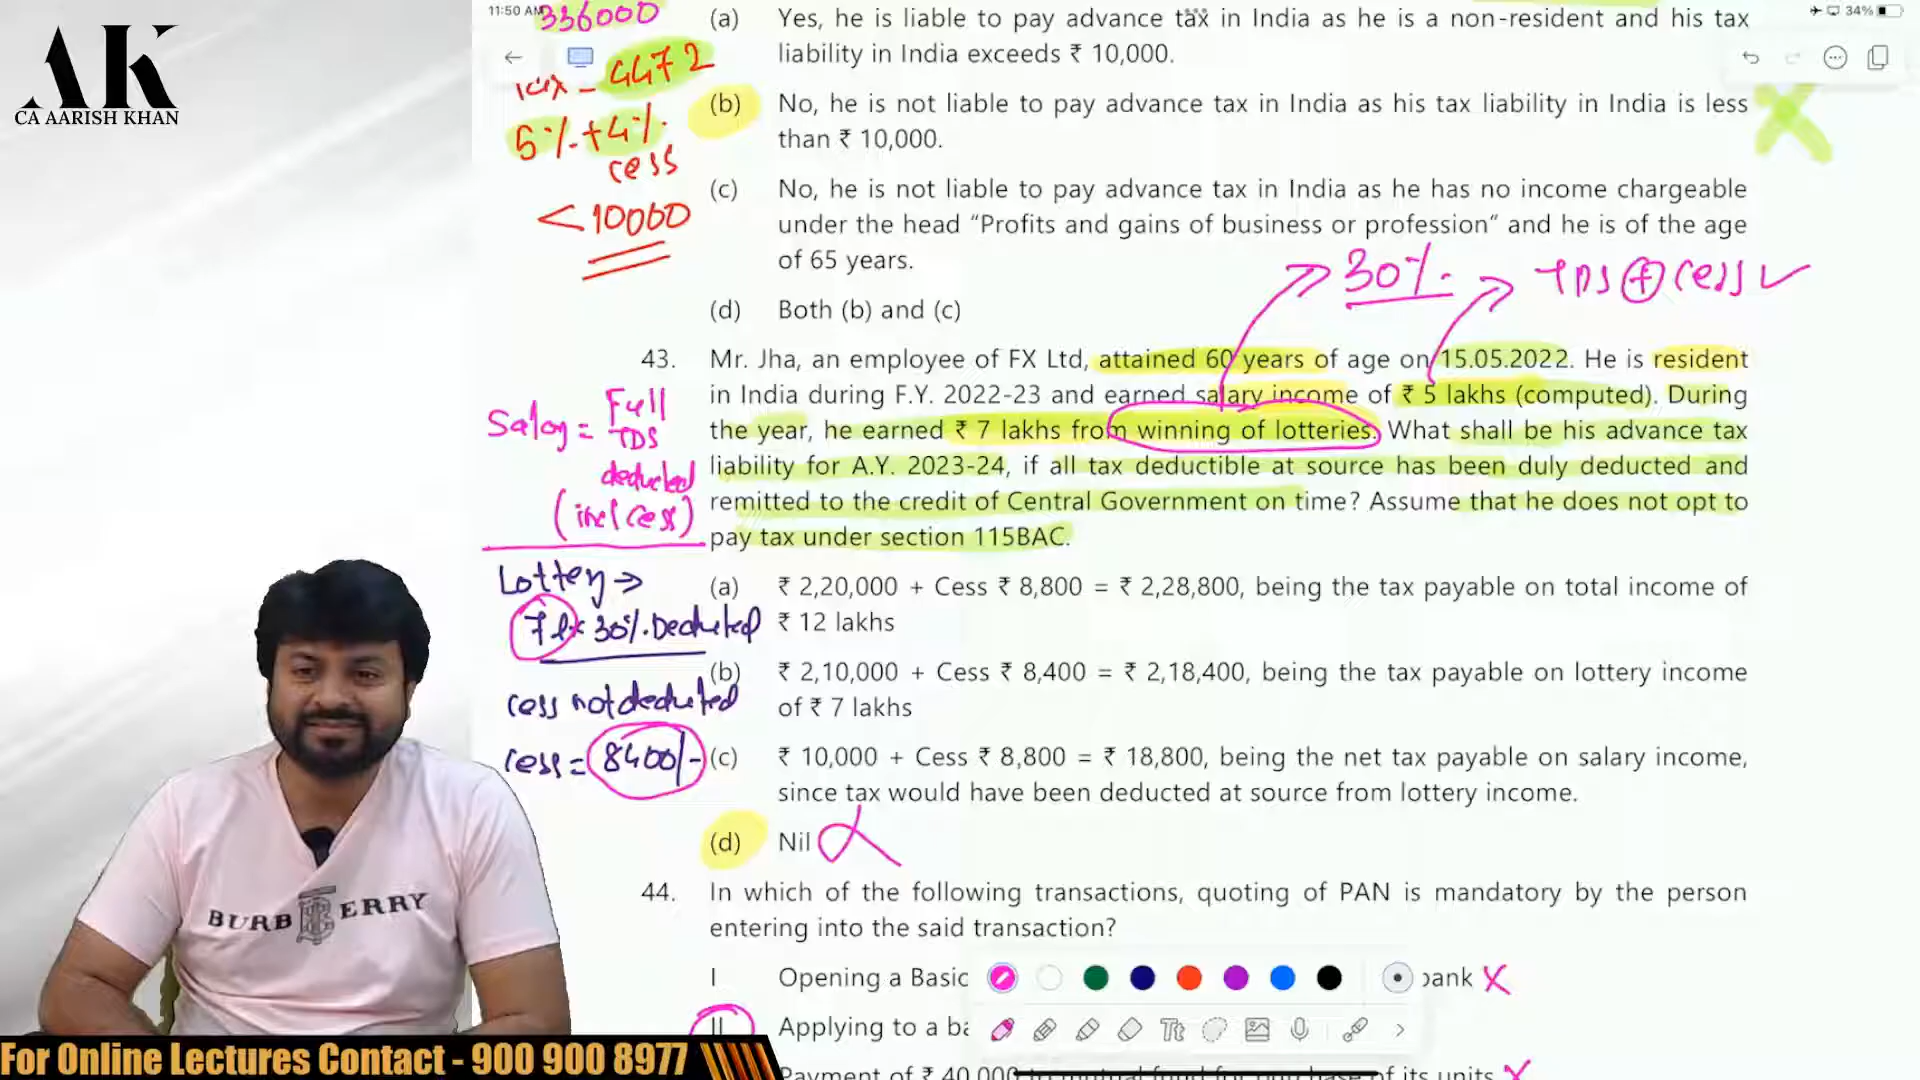 11:50 AM
34%
AK
CA AARISH KHAN
336000
(a) Yes, he is liable to pay advance tax in India as he is a non-resident and his tax
liability in India exceeds ₹ 10,000.
Tax - 4472
5% + 4%
cess
< 10000
(b) No, he is not liable to pay advance tax in India as his tax liability in India is less
than ₹ 10,000.
(c) No, he is not liable to pay advance tax in India as he has no income chargeable
under the head “Profits and gains of business or profession” and he is of the age
of 65 years.
30%
TDS + cess
(d) Both (b) and (c)
43. Mr. Jha, an employee of FX Ltd, attained 60 years of age on 15.05.2022. He is resident
in India during F.Y. 2022-23 and earned salary income of ₹ 5 lakhs (computed). During
the year, he earned ₹ 7 lakhs from winning of lotteries. What shall be his advance tax
liability for A.Y. 2023-24, if all tax deductible at source has been duly deducted and
remitted to the credit of Central Government on time? Assume that he does not opt to
pay tax under section 115BAC.
Salary = Full
TDS
deducted
(incl cess)
Lottery →
7 L x 30% Deducted
cess not deducted
cess = 8400/-
(a) ₹ 2,20,000 + Cess ₹ 8,800 = ₹ 2,28,800, being the tax payable on total income of
₹ 12 lakhs
(b) ₹ 2,10,000 + Cess ₹ 8,400 = ₹ 2,18,400, being the tax payable on lottery income
of ₹ 7 lakhs
(c) ₹ 10,000 + Cess ₹ 8,800 = ₹ 18,800, being the net tax payable on salary income,
since tax would have been deducted at source from lottery income.
(d) Nil
44. In which of the following transactions, quoting of PAN is mandatory by the person
entering into the said transaction?
I Opening a Basic bank
II Applying to a ba
Payment of ₹ 40,000 to mutual fund for purchase of its units
Tt
BURBERRY
For Online Lectures Contact - 900 900 8977